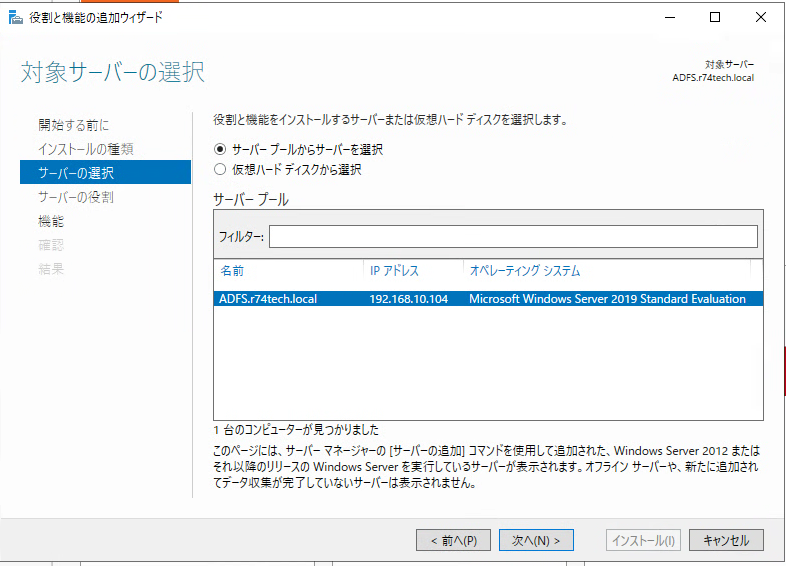 役割と機能の追加ウィザード
対象サーバーの選択
対象サーバー
ADFS.r74tech.local
開始する前に
インストールの種類
サーバーの選択
サーバーの役割
機能
確認
結果
役割と機能をインストールするサーバーまたは仮想ハード ディスクを選択します。
サーバー プールからサーバーを選択
仮想ハード ディスクから選択
サーバー プール
フィルター:
名前 IP アドレス オペレーティング システム
ADFS.r74tech.local 192.168.10.104 Microsoft Windows Server 2019 Standard Evaluation
1 台のコンピューターが見つかりました
このページには、サーバー マネージャーの [サーバーの追加] コマンドを使用して追加された、Windows Server 2012 または
それ以降のリリースの Windows Server を実行しているサーバーが表示されます。オフライン サーバーや、新たに追加され
てデータ収集が完了していないサーバーは表示されません。
< 前へ(P) 次へ(N) > インストール(I) キャンセル